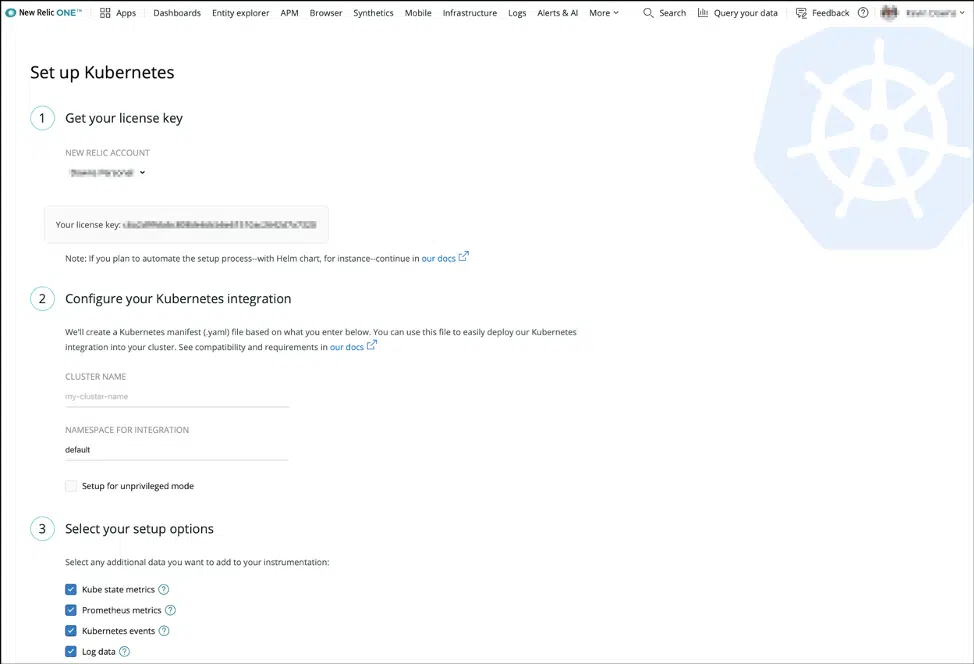 New Relic ONE™ Apps Dashboards Entity explorer APM Browser Synthetics Mobile Infrastructure Logs Alerts & AI More Search Query your data Feedback
Set up Kubernetes
1 Get your license key
NEW RELIC ACCOUNT
Personal
Your license key:
Note: If you plan to automate the setup process--with Helm chart, for instance--continue in our docs
2 Configure your Kubernetes integration
We'll create a Kubernetes manifest (.yaml) file based on what you enter below. You can use this file to easily deploy our Kubernetes
integration into your cluster. See compatibility and requirements in our docs
CLUSTER NAME
my-cluster-name
NAMESPACE FOR INTEGRATION
default
Setup for unprivileged mode
3 Select your setup options
Select any additional data you want to add to your instrumentation:
Kube state metrics ?
Prometheus metrics ?
Kubernetes events ?
Log data ?